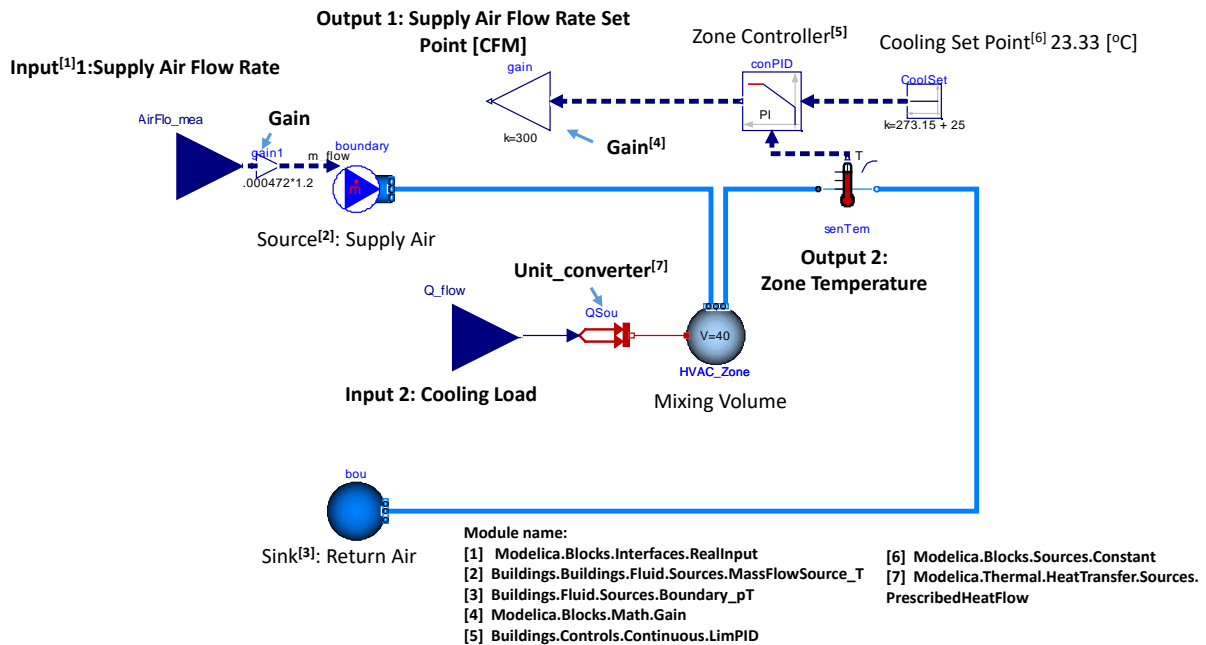 Output 1: Supply Air Flow Rate Set
Point [CFM]
Zone Controller[5]
Cooling Set Point[6] 23.33 [oC]
Input[1]1:Supply Air Flow Rate
gain
conPID
CoolSet
PI
k=273.15 + 25
k=300
Gain[4]
AirFlo_mea
Gain
gain1
m_flow
boundary
.000472*1.2
ṁ
T
senTem
Source[2]: Supply Air
Output 2:
Zone Temperature
Unit_converter[7]
Q_flow
QSou
V=40
HVAC_Zone
Input 2: Cooling Load
Mixing Volume
bou
Sink[3]: Return Air
Module name:
[1] Modelica.Blocks.Interfaces.RealInput
[2] Buildings.Buildings.Fluid.Sources.MassFlowSource_T
[3] Buildings.Fluid.Sources.Boundary_pT
[4] Modelica.Blocks.Math.Gain
[5] Buildings.Controls.Continuous.LimPID
[6] Modelica.Blocks.Sources.Constant
[7] Modelica.Thermal.HeatTransfer.Sources.
PrescribedHeatFlow